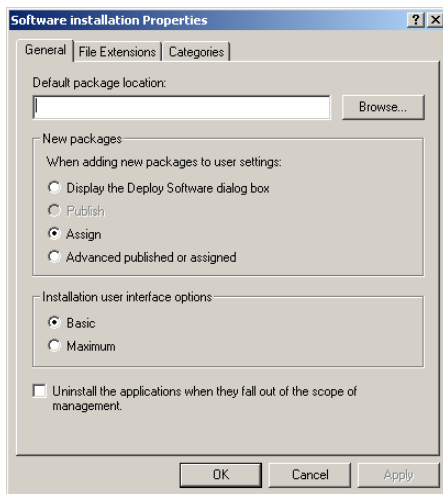 Software installation Properties
General File Extensions Categories
Default package location:
Browse...
New packages
When adding new packages to user settings:
Display the Deploy Software dialog box
Publish
Assign
Advanced published or assigned
Installation user interface options
Basic
Maximum
Uninstall the applications when they fall out of the scope of
management.
OK Cancel Apply